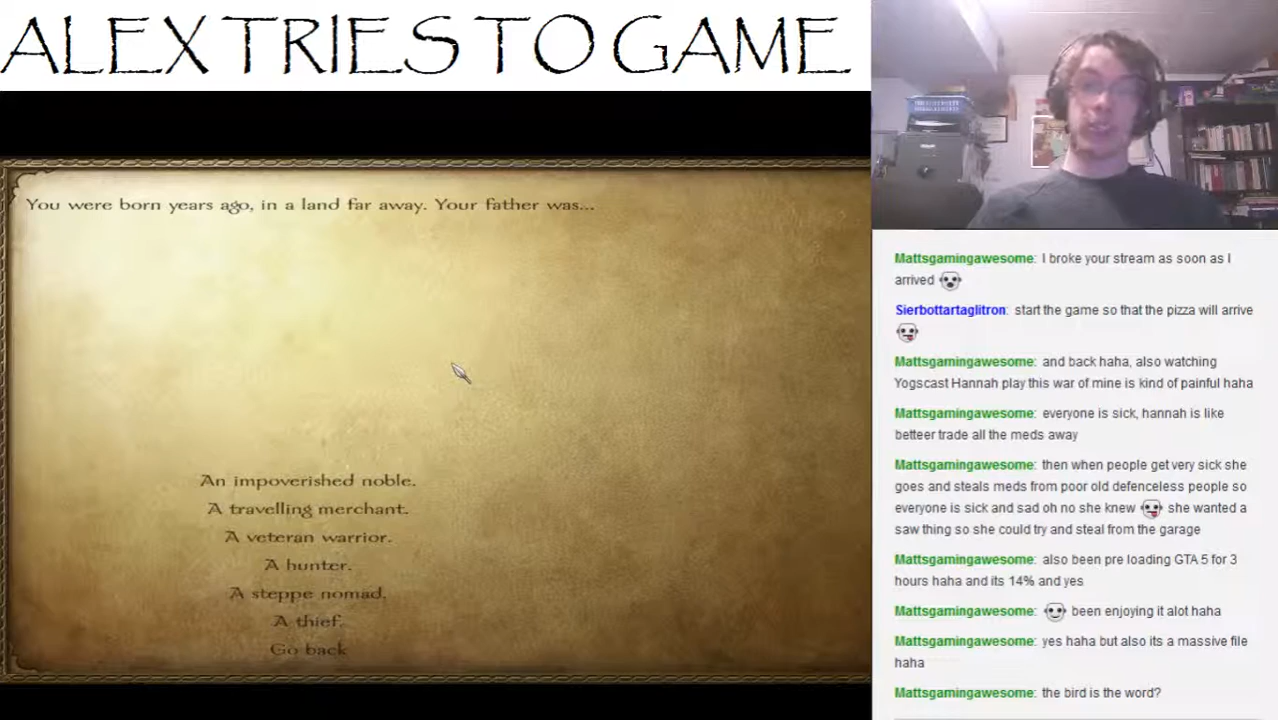 ALEX TRIES TO GAME
You were born years ago, in a land far away. Your father was...
An impoverished noble.
A travelling merchant.
A veteran warrior.
A hunter.
A steppe nomad.
A thief.
Go back
Mattsgamingawesome: I broke your stream as soon as I
arrived
Sierbottartaglitron: start the game so that the pizza will arrive
Mattsgamingawesome: and back haha, also watching
Yogscast Hannah play this war of mine is kind of painful haha
Mattsgamingawesome: everyone is sick, hannah is like
betteer trade all the meds away
Mattsgamingawesome: then when people get very sick she
goes and steals meds from poor old defenceless people so
everyone is sick and sad oh no she knew she wanted a
saw thing so she could try and steal from the garage
Mattsgamingawesome: also been pre loading GTA 5 for 3
hours haha and its 14% and yes
Mattsgamingawesome: been enjoying it alot haha
Mattsgamingawesome: yes haha but also its a massive file
haha
Mattsgamingawesome: the bird is the word?